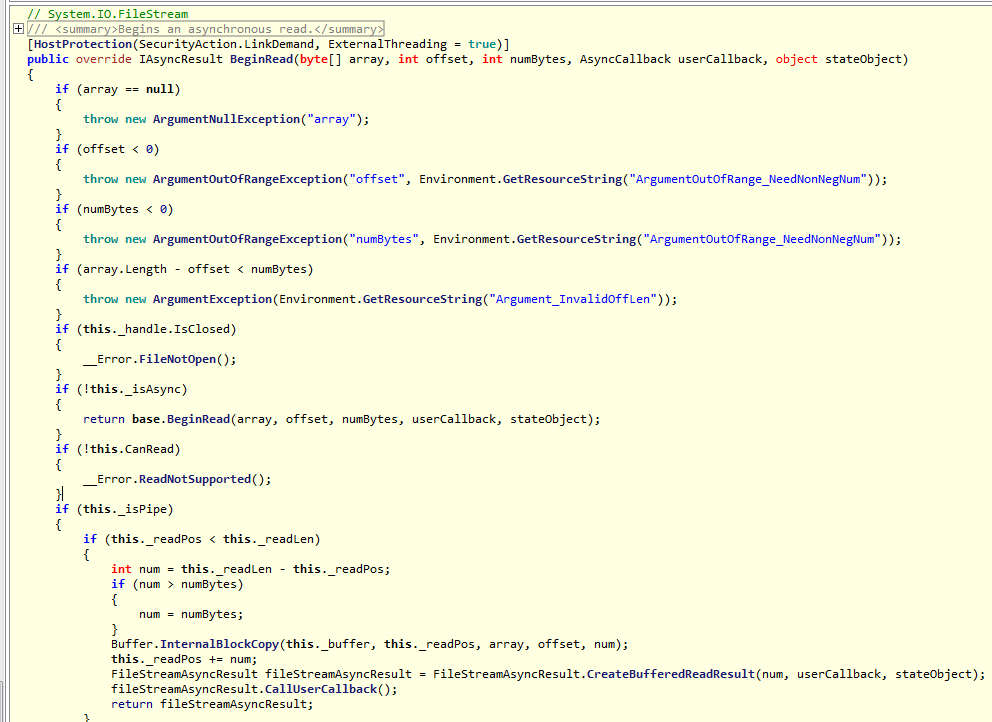 // System.IO.FileStream
/// <summary>Begins an asynchronous read.</summary>
[HostProtection(SecurityAction.LinkDemand, ExternalThreading = true)]
public override IAsyncResult BeginRead(byte[] array, int offset, int numBytes, AsyncCallback userCallback, object stateObject)
{
    if (array == null)
    {
        throw new ArgumentNullException("array");
    }
    if (offset < 0)
    {
        throw new ArgumentOutOfRangeException("offset", Environment.GetResourceString("ArgumentOutOfRange_NeedNonNegNum"));
    }
    if (numBytes < 0)
    {
        throw new ArgumentOutOfRangeException("numBytes", Environment.GetResourceString("ArgumentOutOfRange_NeedNonNegNum"));
    }
    if (array.Length - offset < numBytes)
    {
        throw new ArgumentException(Environment.GetResourceString("Argument_InvalidOffLen"));
    }
    if (this._handle.IsClosed)
    {
        __Error.FileNotOpen();
    }
    if (!this._isAsync)
    {
        return base.BeginRead(array, offset, numBytes, userCallback, stateObject);
    }
    if (!this.CanRead)
    {
        __Error.ReadNotSupported();
    }
    if (this._isPipe)
    {
        if (this._readPos < this._readLen)
        {
            int num = this._readLen - this._readPos;
            if (num > numBytes)
            {
                num = numBytes;
            }
            Buffer.InternalBlockCopy(this._buffer, this._readPos, array, offset, num);
            this._readPos += num;
            FileStreamAsyncResult fileStreamAsyncResult = FileStreamAsyncResult.CreateBufferedReadResult(num, userCallback, stateObject);
            fileStreamAsyncResult.CallUserCallback();
            return fileStreamAsyncResult;
        }